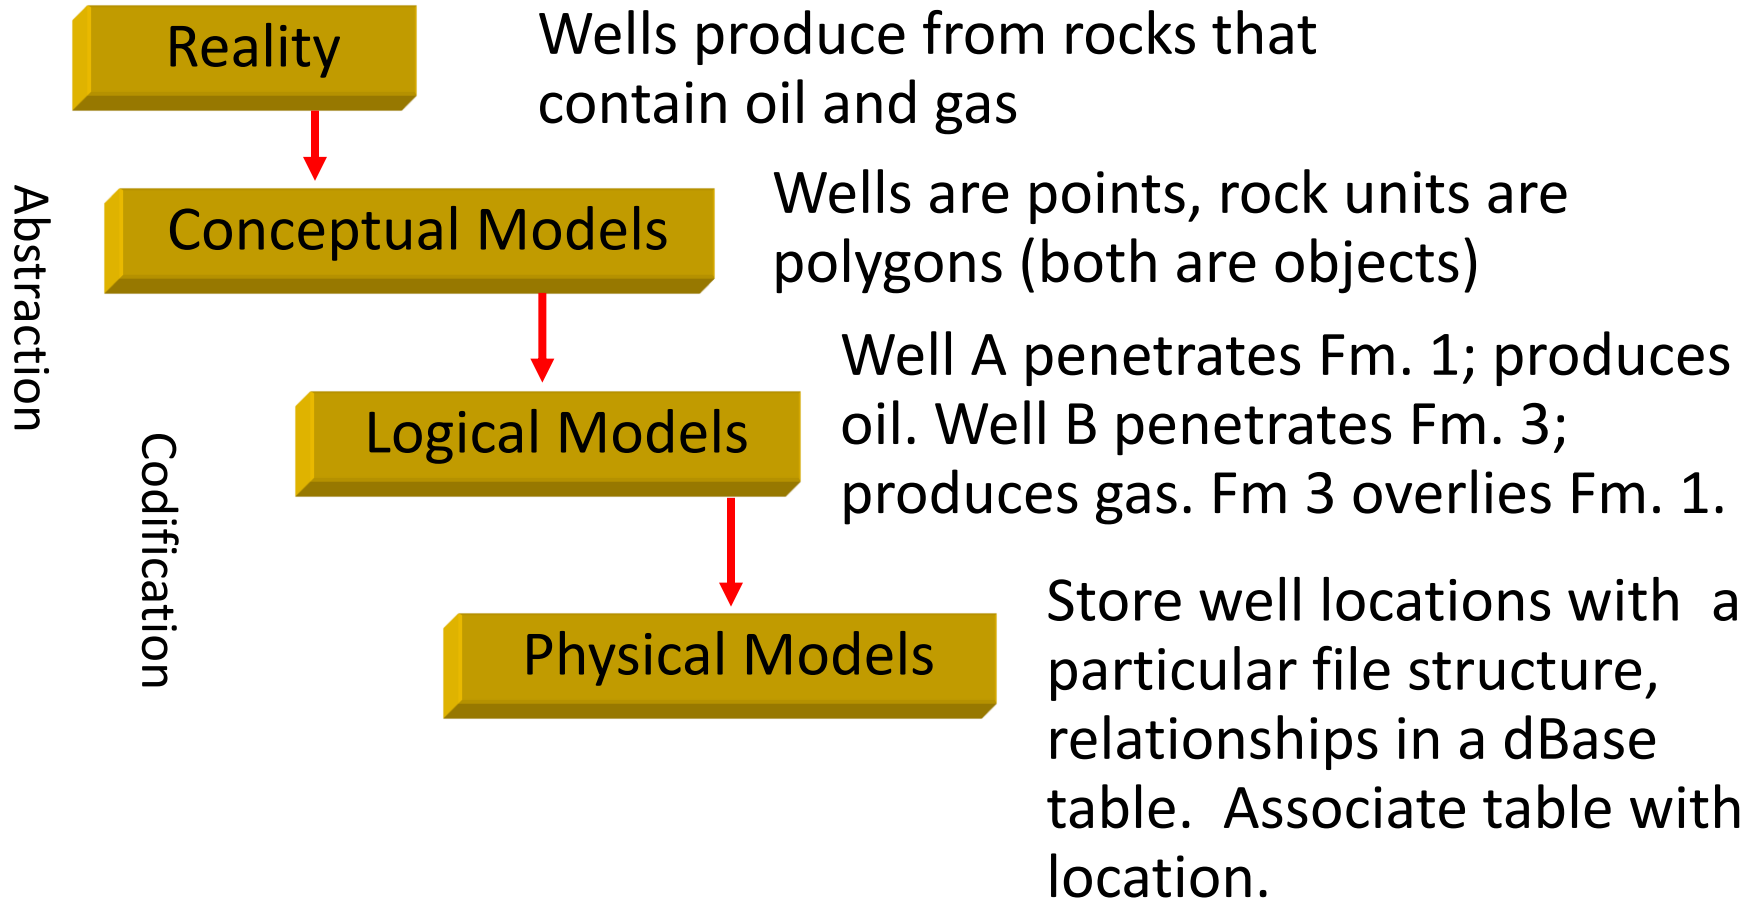 Reality
Wells produce from rocks that
contain oil and gas
Abstraction
Conceptual Models
Wells are points, rock units are
polygons (both are objects)
Codification
Logical Models
Well A penetrates Fm. 1; produces
oil. Well B penetrates Fm. 3;
produces gas. Fm 3 overlies Fm. 1.
Physical Models
Store well locations with  a
particular file structure,
relationships in a dBase
table.  Associate table with
location.